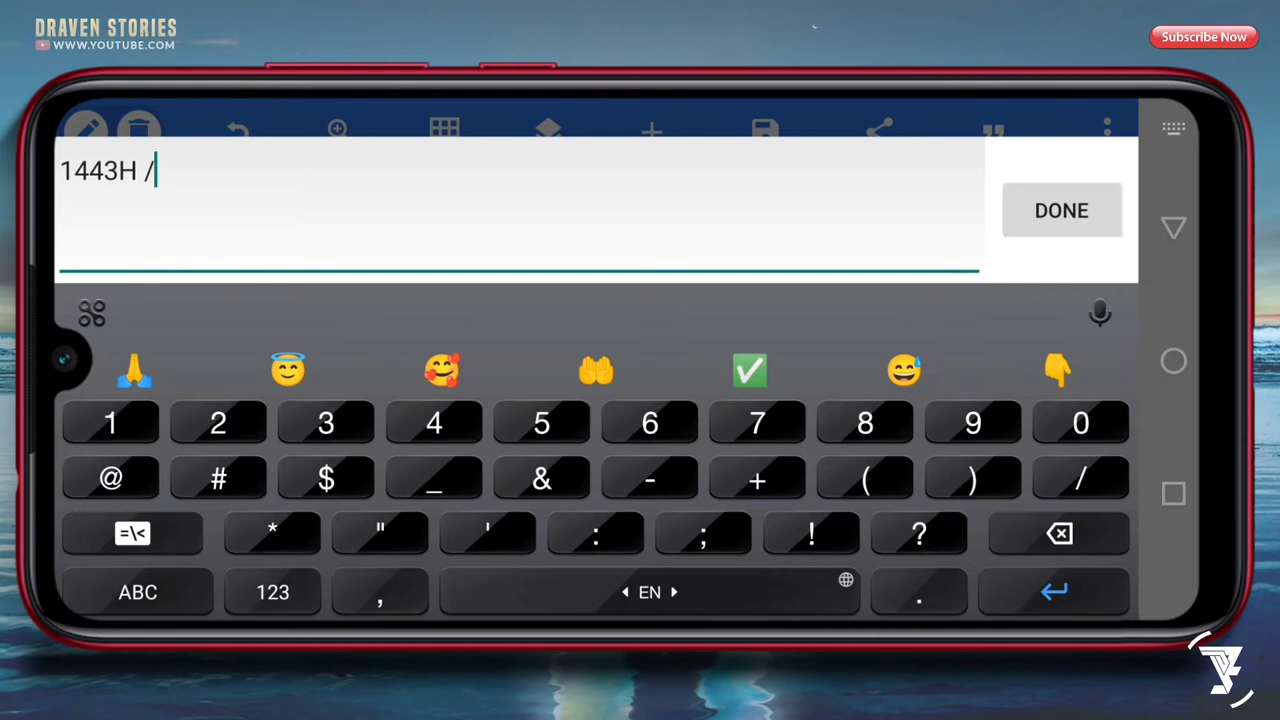 DRAVEN STORIES
WWW.YOUTUBE.COM
Subscribe Now
1443H /
DONE
1 2 3 4 5 6 7 8 9 0
@ # $ _ & - + ( ) /
=\< * " ' : ; ! ?
ABC 123 , EN .